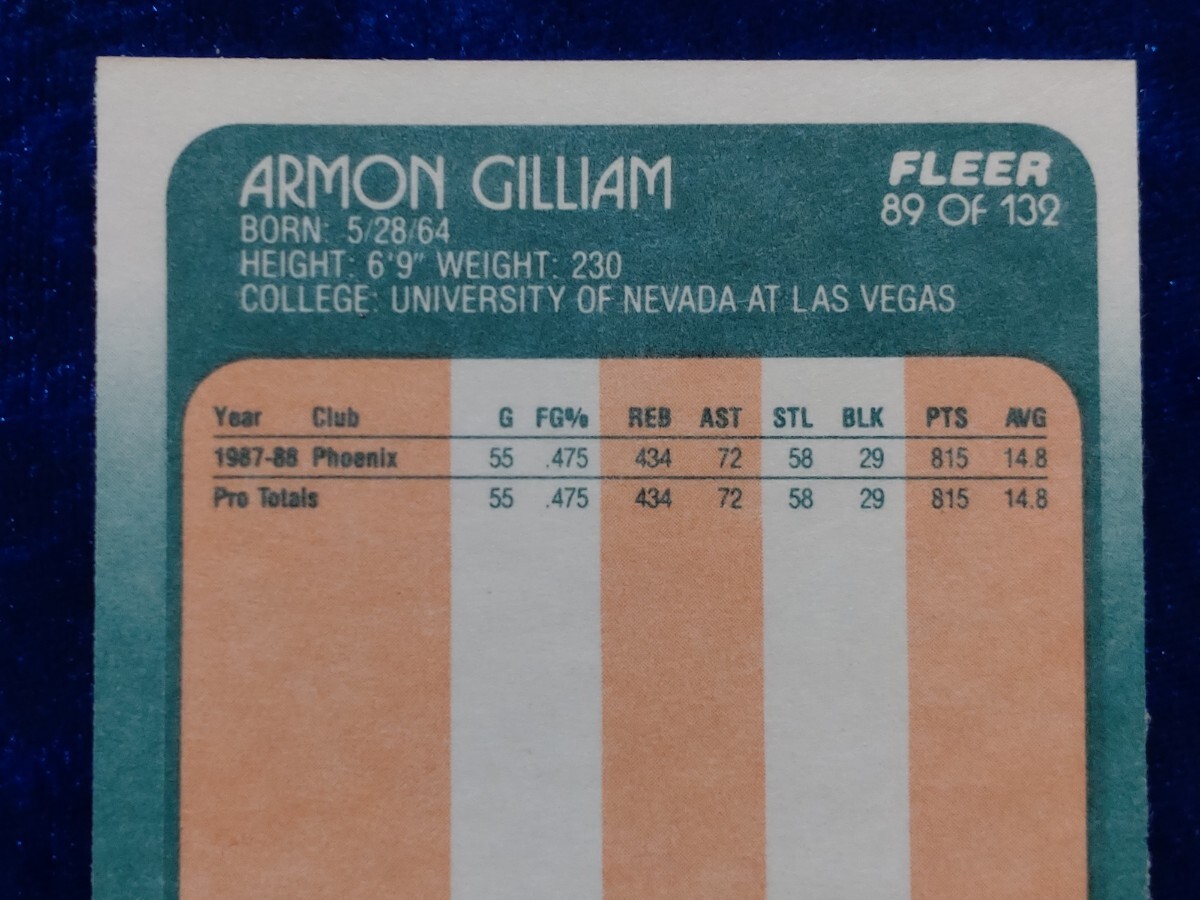 ARMON GILLIAM
FLEER
89 OF 132
BORN: 5/28/64
HEIGHT: 6'9" WEIGHT: 230
COLLEGE: UNIVERSITY OF NEVADA AT LAS VEGAS
Year Club G FG% REB AST STL BLK PTS AVG
1987-88 Phoenix 55 .475 434 72 58 29 815 14.8
Pro Totals 55 .475 434 72 58 29 815 14.8